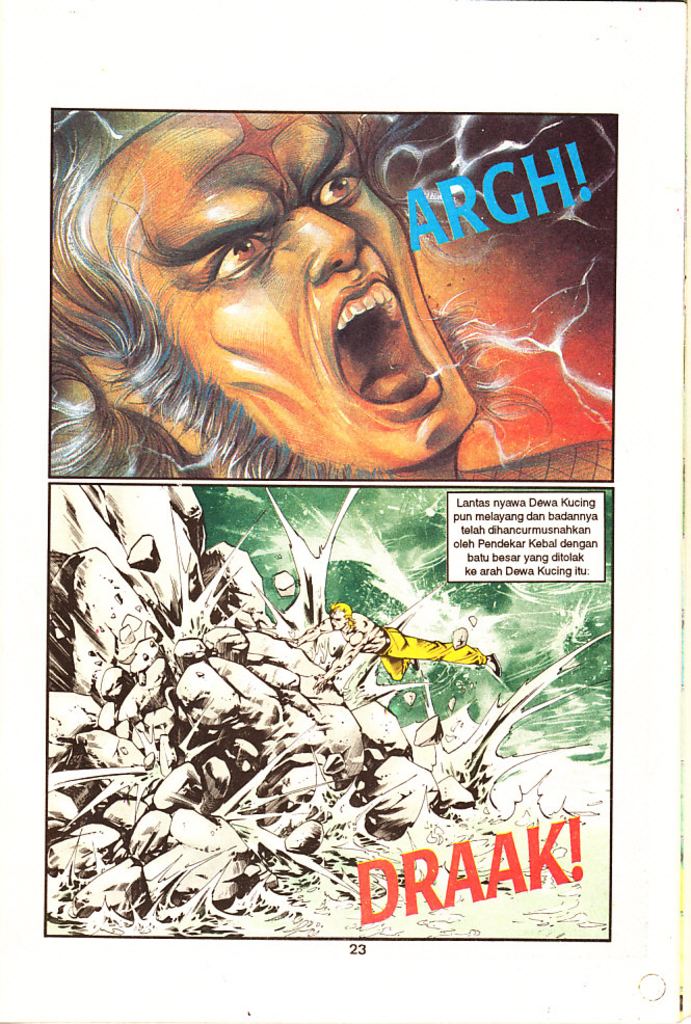 ARGH!
Lantas nyawa Dewa Kucing
pun melayang dan badannya
telah dihancurmusnahkan
oleh Pendekar Kebal dengan
batu besar yang ditolak
ke arah Dewa Kucing itu:
DRAAK!
23